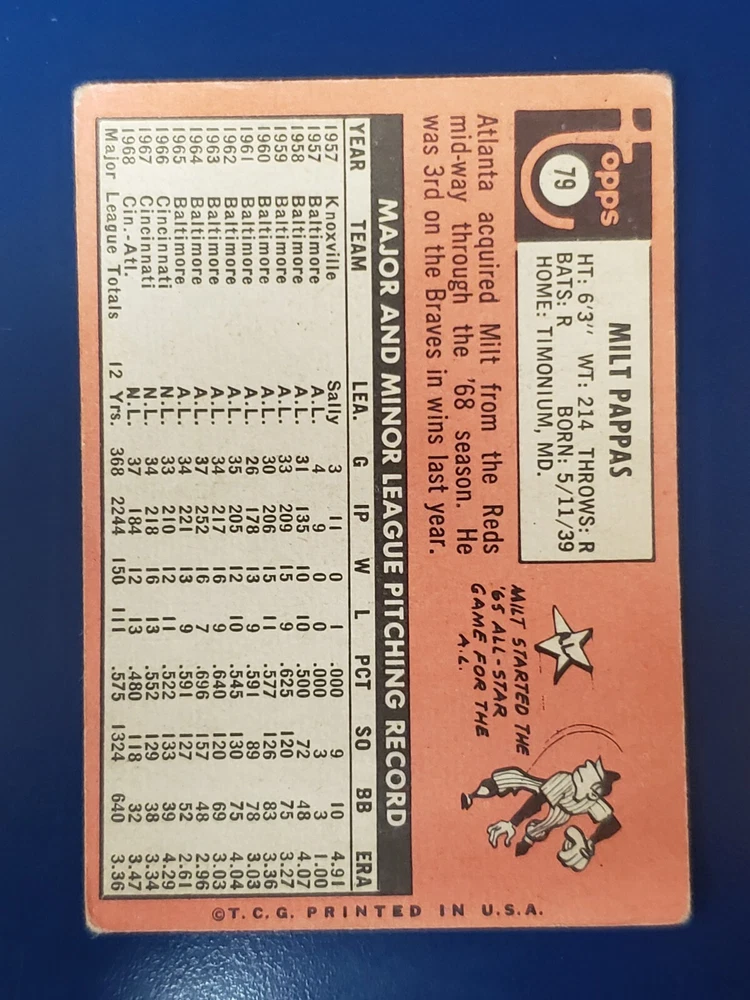 topps
79
MILT PAPPAS
HT: 6'3" WT: 214 THROWS: R
BATS: R BORN: 5/11/39
HOME: TIMONIUM, MD.
Atlanta acquired Milt from the Reds
mid-way through the '68 season. He
was 3rd on the Braves in wins last year.
MILT STARTED THE
'65 ALL-STAR
GAME FOR THE
A.L.
MAJOR AND MINOR LEAGUE PITCHING RECORD
YEAR TEAM LEA. G IP W L PCT SO BB ERA
1957 Knoxville Sally 3 11 0 1 .000 9 10 4.91
1957 Baltimore A.L. 4 9 0 0 .000 3 3 1.00
1958 Baltimore A.L. 31 135 10 10 .500 72 48 4.07
1959 Baltimore A.L. 33 209 15 9 .625 120 75 3.27
1960 Baltimore A.L. 30 206 15 11 .577 126 83 3.36
1961 Baltimore A.L. 26 178 13 9 .591 89 78 3.03
1962 Baltimore A.L. 35 205 12 10 .545 130 75 4.04
1963 Baltimore A.L. 34 217 16 9 .640 120 69 3.03
1964 Baltimore A.L. 37 252 16 7 .696 157 48 2.96
1965 Baltimore A.L. 34 221 13 9 .591 127 52 2.61
1966 Cincinnati N.L. 33 210 12 11 .522 133 39 4.29
1967 Cincinnati N.L. 34 218 16 13 .552 129 38 3.34
1968 Cin.-Atl. N.L. 37 184 12 13 .480 118 32 3.47
Major League Totals 12 Yrs. 368 2244 150 111 .575 1324 640 3.36
©T.C.G. PRINTED IN U.S.A.